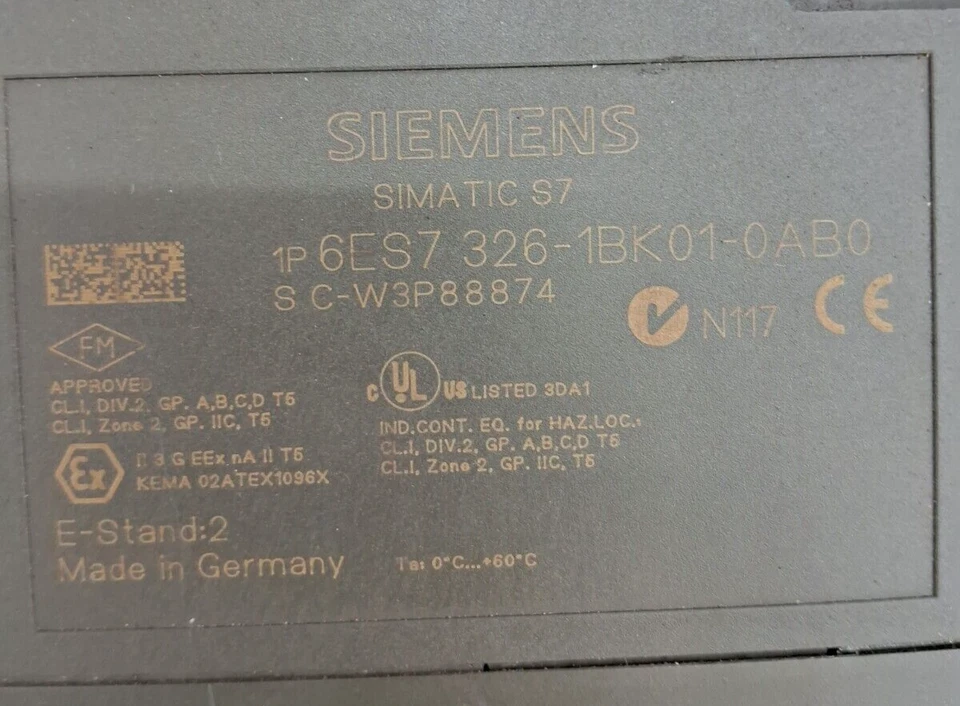 SIEMENS
SIMATIC S7
1P 6ES7 326-1BK01-0AB0
S C-W3P88874
N117 CE
FM
APPROVED
CL.I, DIV.2, GP. A,B,C,D T5
CL.I, Zone 2, GP. IIC, T5
C UL US LISTED 3DA1
IND.CONT. EQ. for HAZ.LOC.:
CL.I, DIV.2, GP. A,B,C,D T5
CL.I, Zone 2, GP. IIC, T5
Ex II 3 G EEx nA II T5
KEMA 02ATEX1096X
E-Stand:2
Made in Germany
Ta: 0°C...+60°C